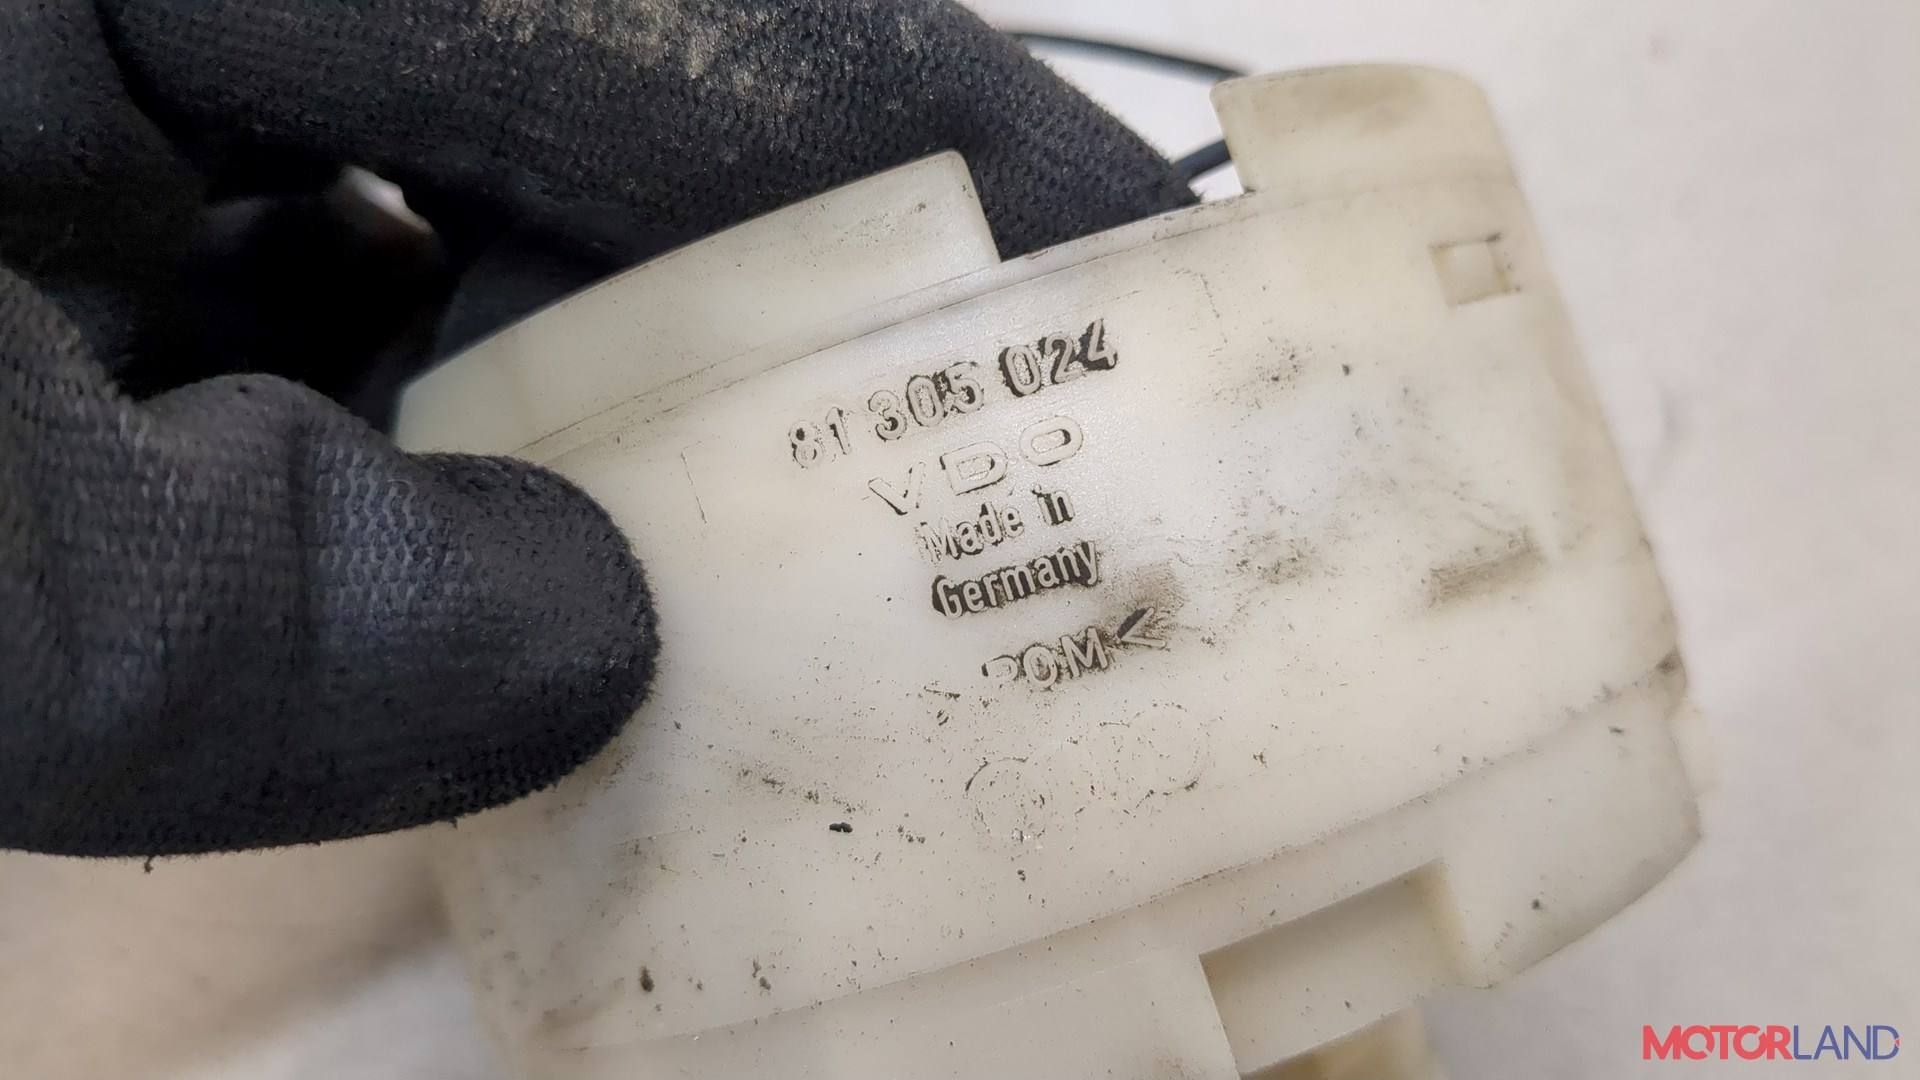 81 305 024
VDO
Made in
Germany
POM<
MOTORLAND